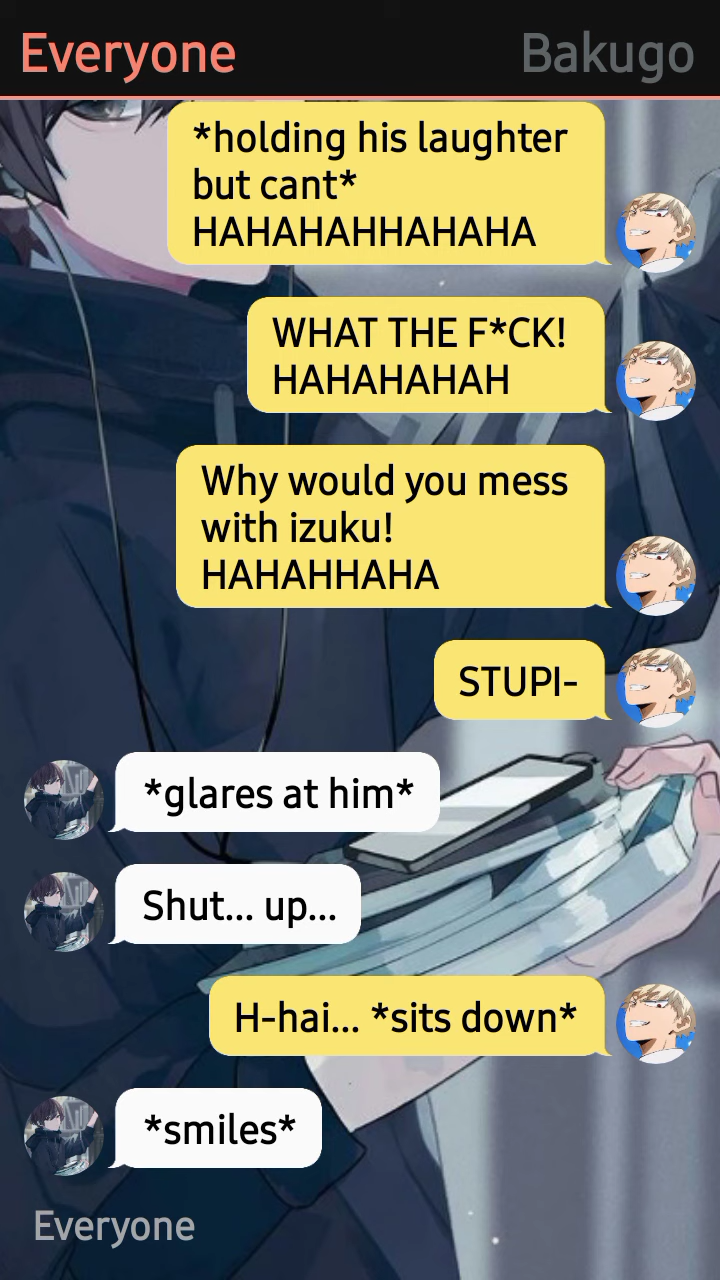 Everyone
Bakugo
*holding his laughter
but cant*
HAHAHAHHAHAHA
WHAT THE F*CK!
HAHAHAHAH
Why would you mess
with izuku!
HAHAHHAHA
STUPI-
*glares at him*
Shut... up...
H-hai... *sits down*
*smiles*
Everyone